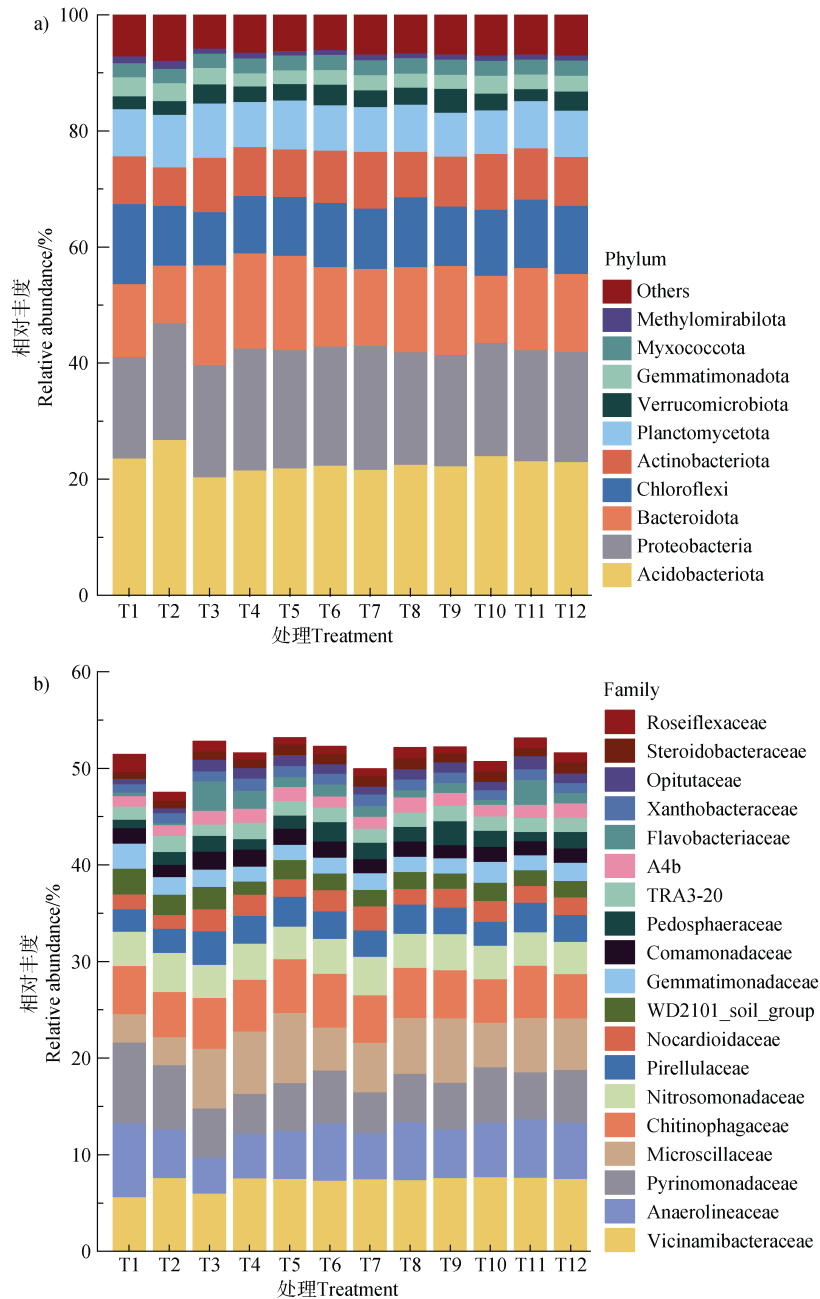 a)
100
80
60
40
20
0
相对丰度
Relative abundance/%
T1 T2 T3 T4 T5 T6 T7 T8 T9 T10 T11 T12
处理Treatment
Phylum
Others
Methylomirabilota
Myxococcota
Gemmatimonadota
Verrucomicrobiota
Planctomycetota
Actinobacteriota
Chloroflexi
Bacteroidota
Proteobacteria
Acidobacteriota
b)
60
50
40
30
20
10
0
相对丰度
Relative abundance/%
T1 T2 T3 T4 T5 T6 T7 T8 T9 T10 T11 T12
处理Treatment
Family
Roseiflexaceae
Steroidobacteraceae
Opitutaceae
Xanthobacteraceae
Flavobacteriaceae
A4b
TRA3-20
Pedosphaeraceae
Comamonadaceae
Gemmatimonadaceae
WD2101_soil_group
Nocardioidaceae
Pirellulaceae
Nitrosomonadaceae
Chitinophagaceae
Microscillaceae
Pyrinomonadaceae
Anaerolineaceae
Vicinamibacteraceae